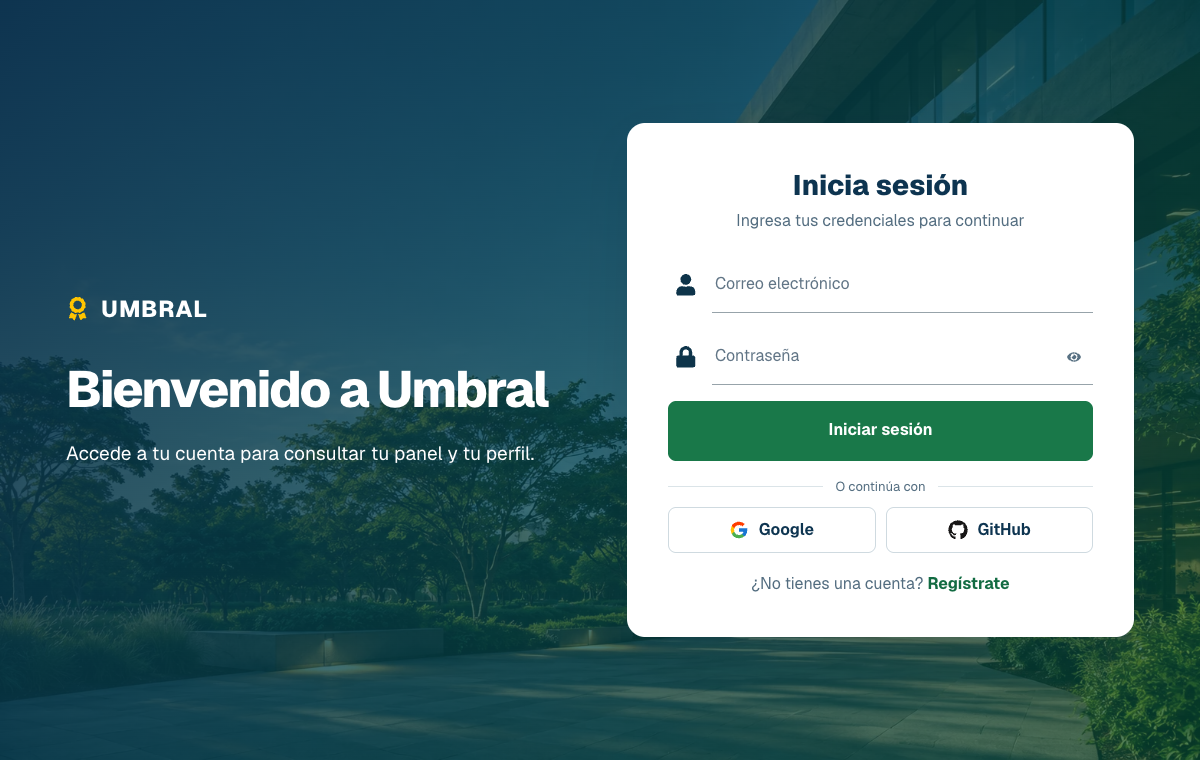 UMBRAL
Bienvenido a Umbral
Accede a tu cuenta para consultar tu panel y tu perfil.
Inicia sesión
Ingresa tus credenciales para continuar
Correo electrónico
Contraseña
Iniciar sesión
O continúa con
Google
GitHub
¿No tienes una cuenta? Regístrate